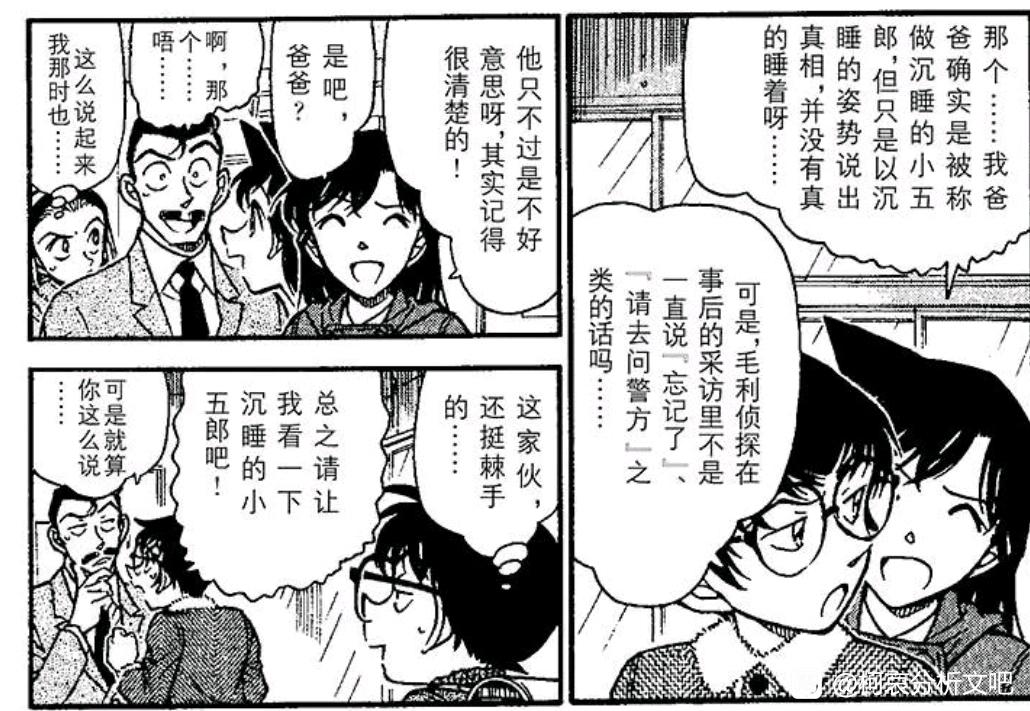 那个……我爸
爸确实是被称
做沉睡的小五
郎，但只是以沉
睡的姿势说出
真相，并没有真
的睡着呀……
可是，毛利侦探在
事后的采访里不是
一直说『忘记了』、
『请去问警方』之
类的话吗……
他只不过是不好
意思呀，其实记得
很清楚的！
是吧，
爸爸？
啊，那
个……
唔……
这么说起来
我那时也……
这家伙，
还挺棘手
的……
总之请让
我看一下
沉睡的小
五郎吧！
可是就算
你这么说
……
@柯哀分析文吧